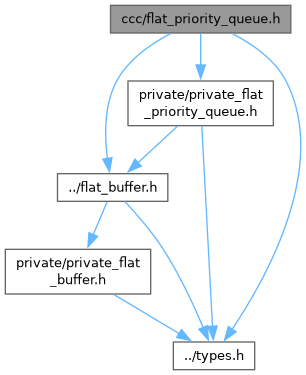 ccc/flat_priority_queue.h
private/private_flat
_priority_queue.h
../flat_buffer.h
private/private_flat
_buffer.h
../types.h